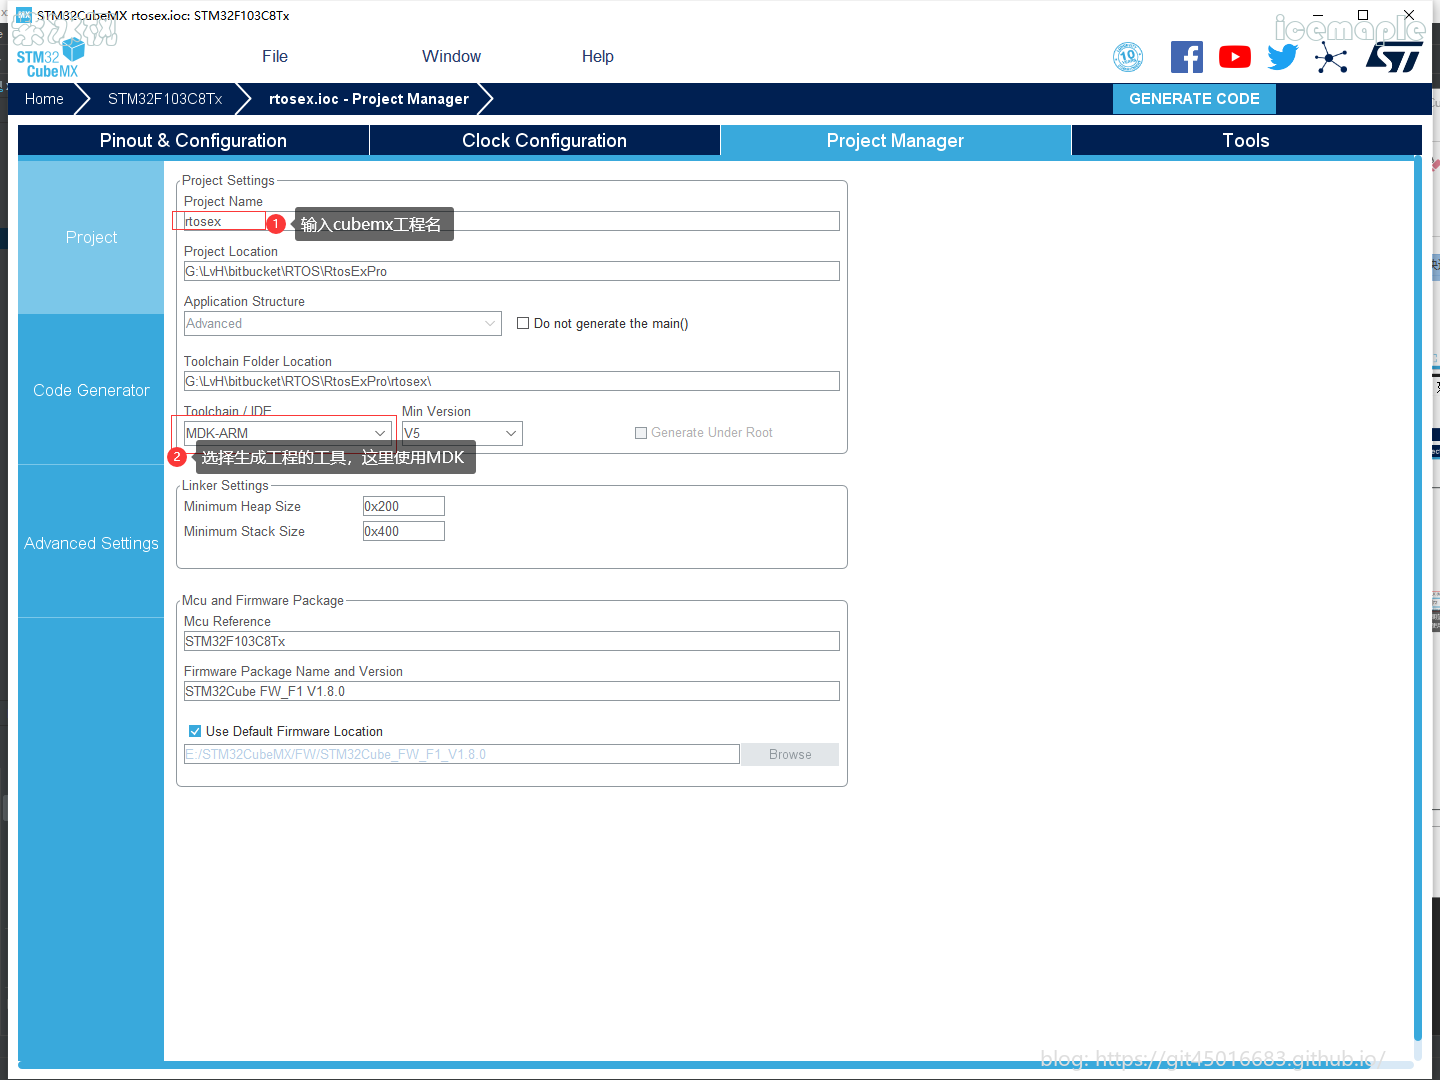 STM32CubeMX rtosex.ioc: STM32F103C8Tx
icemaple
STM32
CubeMX
File Window Help
10
Home STM32F103C8Tx rtosex.ioc - Project Manager GENERATE CODE
Pinout & Configuration Clock Configuration Project Manager Tools
Project
Code Generator
Advanced Settings
Project Settings
Project Name
rtosex
1 输入cubemx工程名
Project Location
G:\LvH\bitbucket\RTOS\RtosExPro
Application Structure
Advanced Do not generate the main()
Toolchain Folder Location
G:\LvH\bitbucket\RTOS\RtosExPro\rtosex\
Toolchain / IDE Min Version
MDK-ARM V5 Generate Under Root
2 选择生成工程的工具，这里使用MDK
Linker Settings
Minimum Heap Size 0x200
Minimum Stack Size 0x400
Mcu and Firmware Package
Mcu Reference
STM32F103C8Tx
Firmware Package Name and Version
STM32Cube FW_F1 V1.8.0
Use Default Firmware Location
E:/STM32CubeMX/FW/STM32Cube_FW_F1_V1.8.0 Browse
blog: https://git45016683.github.io/